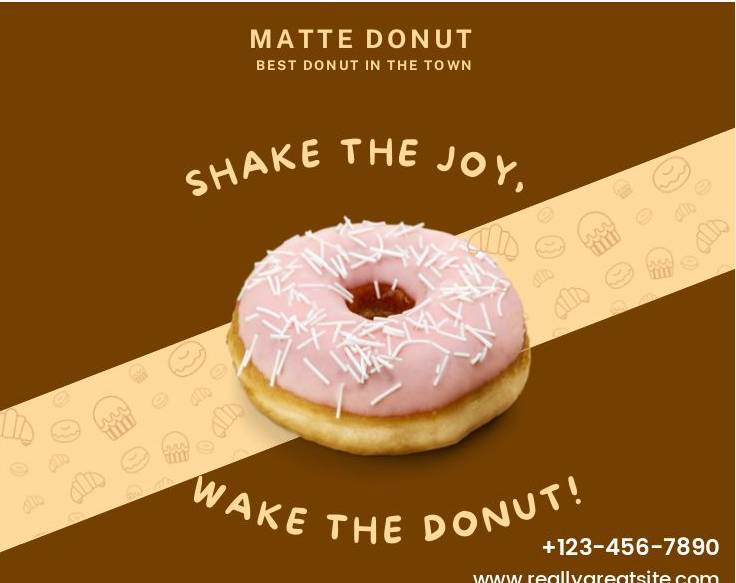 MATTE DONUT
BEST DONUT IN THE TOWN
SHAKE THE JOY,
WAKE THE DONUT!
+123-456-7890
www.reallygreatsite.com